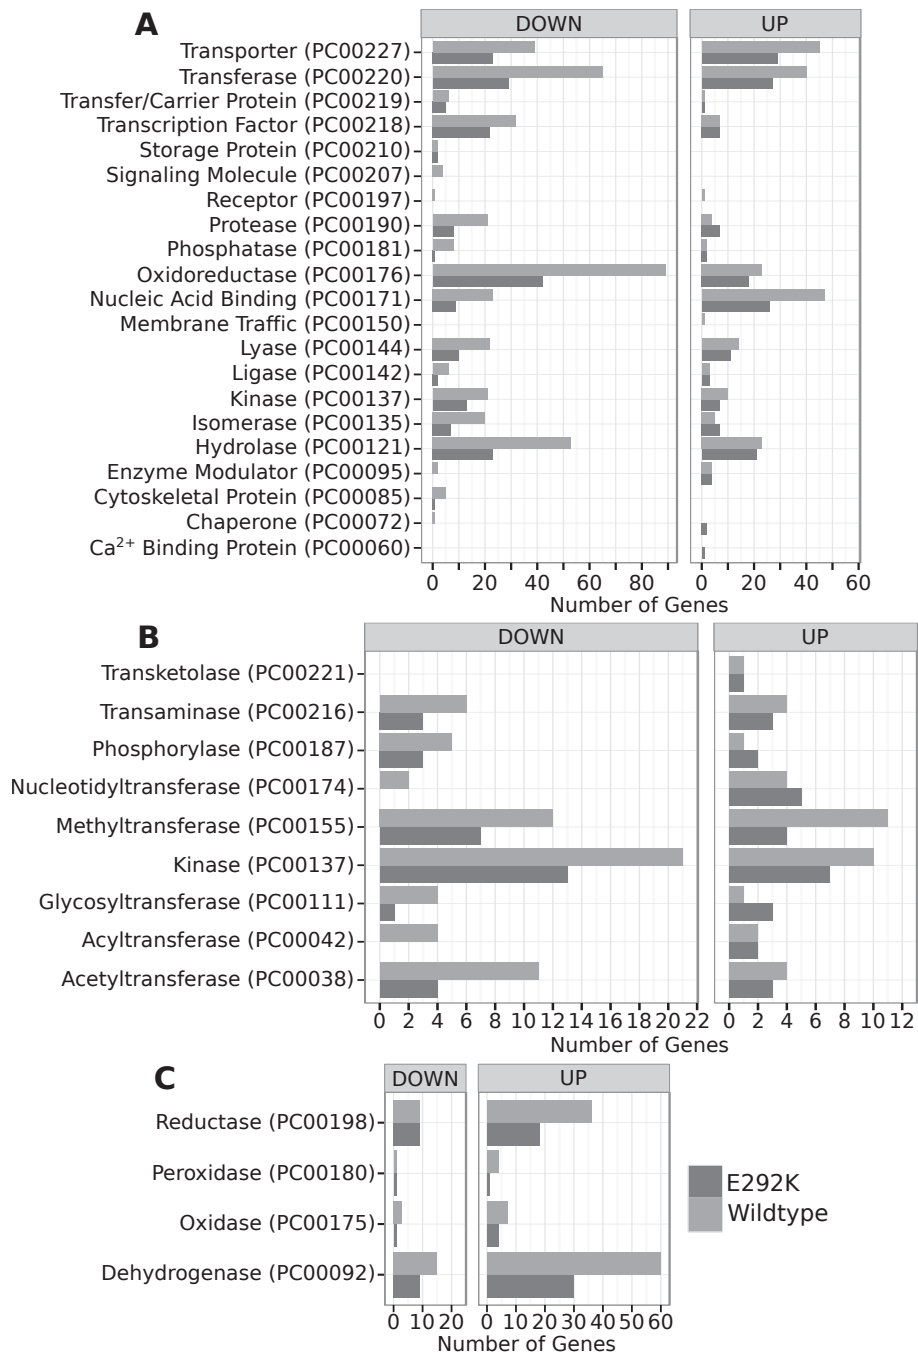 A
DOWN UP
Transporter (PC00227)
Transferase (PC00220)
Transfer/Carrier Protein (PC00219)
Transcription Factor (PC00218)
Storage Protein (PC00210)
Signaling Molecule (PC00207)
Receptor (PC00197)
Protease (PC00190)
Phosphatase (PC00181)
Oxidoreductase (PC00176)
Nucleic Acid Binding (PC00171)
Membrane Traffic (PC00150)
Lyase (PC00144)
Ligase (PC00142)
Kinase (PC00137)
Isomerase (PC00135)
Hydrolase (PC00121)
Enzyme Modulator (PC00095)
Cytoskeletal Protein (PC00085)
Chaperone (PC00072)
Ca²⁺ Binding Protein (PC00060)
0 20 40 60 80 0 20 40 60
Number of Genes
B
DOWN UP
Transketolase (PC00221)
Transaminase (PC00216)
Phosphorylase (PC00187)
Nucleotidyltransferase (PC00174)
Methyltransferase (PC00155)
Kinase (PC00137)
Glycosyltransferase (PC00111)
Acyltransferase (PC00042)
Acetyltransferase (PC00038)
0 2 4 6 8 10 12 14 16 18 20 22 0 2 4 6 8 10 12
Number of Genes
C
DOWN UP
Reductase (PC00198)
Peroxidase (PC00180)
Oxidase (PC00175)
Dehydrogenase (PC00092)
0 10 20 0 10 20 30 40 50 60
Number of Genes
E292K
Wildtype